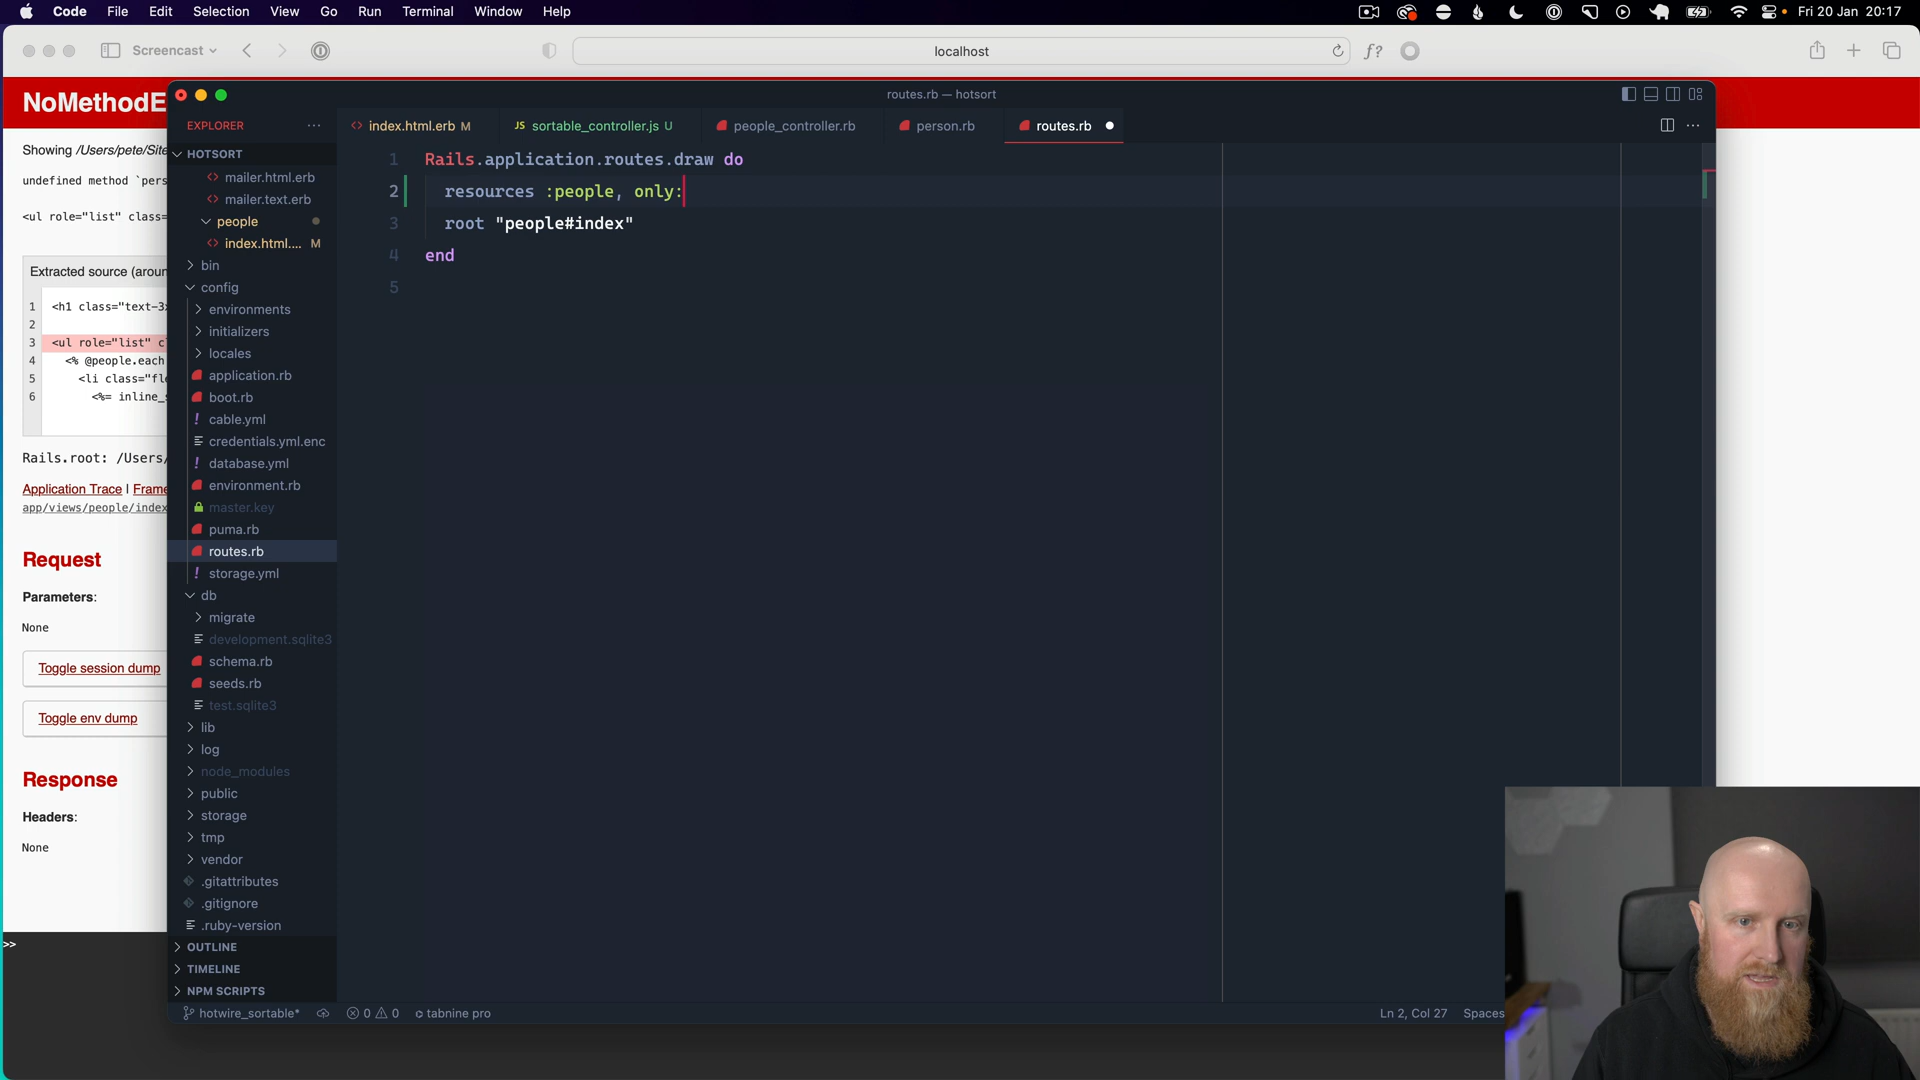 Code File Edit Selection View Go Run Terminal Window Help
Fri 20 Jan 20:17
Screencast
localhost
f?
NoMethodE
Showing /Users/pete/Site
undefined method `pers
<ul role="list" class=
Extracted source (aroun
1 <h1 class="text-3x
2
3 <ul role="list" cl
4 <% @people.each
5 <li class="fle
6 <%= inline_s
Rails.root: /Users/
Application Trace | Frame
app/views/people/index
Request
Parameters:
None
Toggle session dump
Toggle env dump
Response
Headers:
None
>>
routes.rb — hotsort
EXPLORER
HOTSORT
mailer.html.erb
mailer.text.erb
people
index.html.... M
bin
config
environments
initializers
locales
application.rb
boot.rb
! cable.yml
credentials.yml.enc
! database.yml
environment.rb
master.key
puma.rb
routes.rb
! storage.yml
db
migrate
development.sqlite3
schema.rb
seeds.rb
test.sqlite3
lib
log
node_modules
public
storage
tmp
vendor
.gitattributes
.gitignore
.ruby-version
OUTLINE
TIMELINE
NPM SCRIPTS
<> index.html.erb M
JS sortable_controller.js U
people_controller.rb
person.rb
routes.rb
1 Rails.application.routes.draw do
2 resources :people, only:
3 root "people#index"
4 end
5
hotwire_sortable*
0 0
tabnine pro
Ln 2, Col 27
Spaces